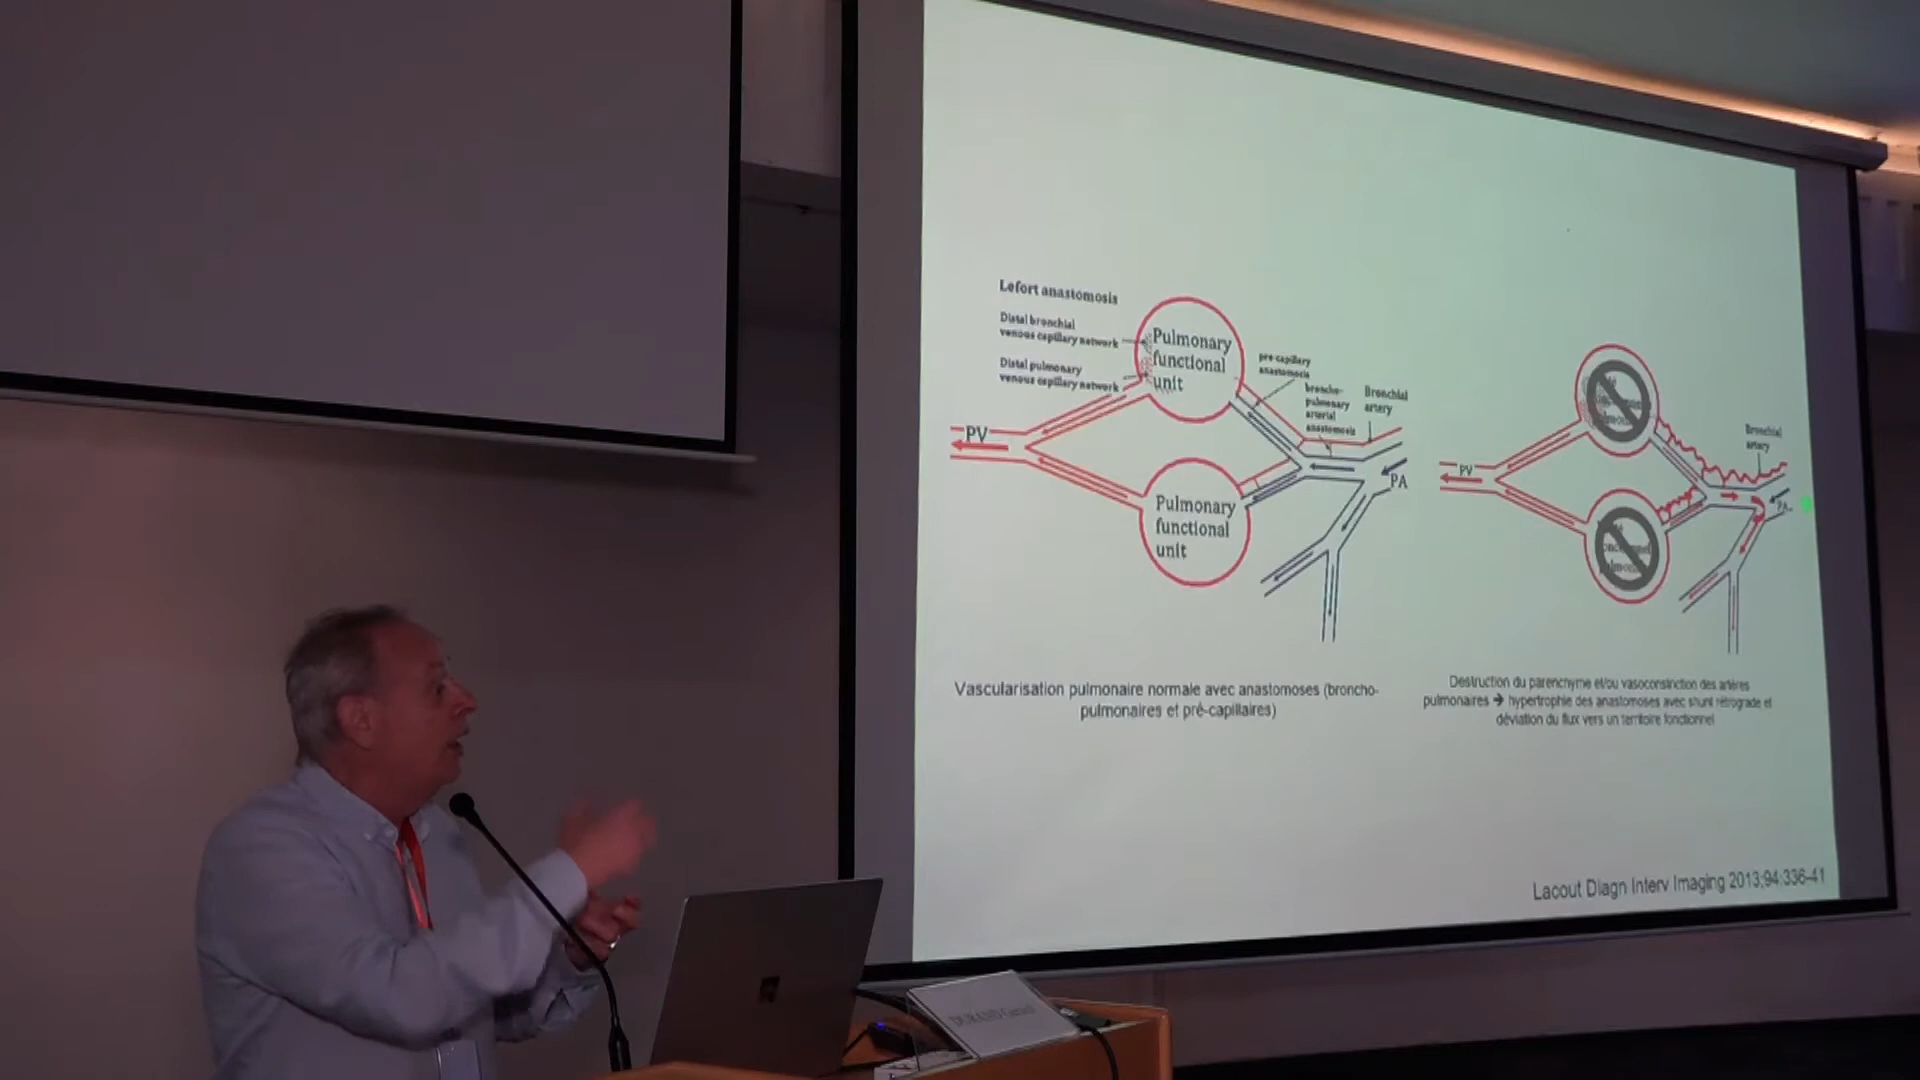 Lefort anastomosis
Distal bronchial
venous capillary network
Distal pulmonary
venous capillary network
Pulmonary
functional
unit
pre-capillary
anastomosis
broncho-
pulmonary
arterial
anastomosis
Bronchial
artery
PV
PA
Pulmonary
functional
unit
Vascularisation pulmonaire normale avec anastomoses (broncho-
pulmonaires et pré-capillaires)
Bronchial
artery
PV
PA
Destruction du parenchyme et/ou vasoconstriction des artères
pulmonaires → hypertrophie des anastomoses avec shunt rétrograde et
déviation du flux vers un territoire fonctionnel
Lacout Diagn Interv Imaging 2013;94:336-41
DURAND